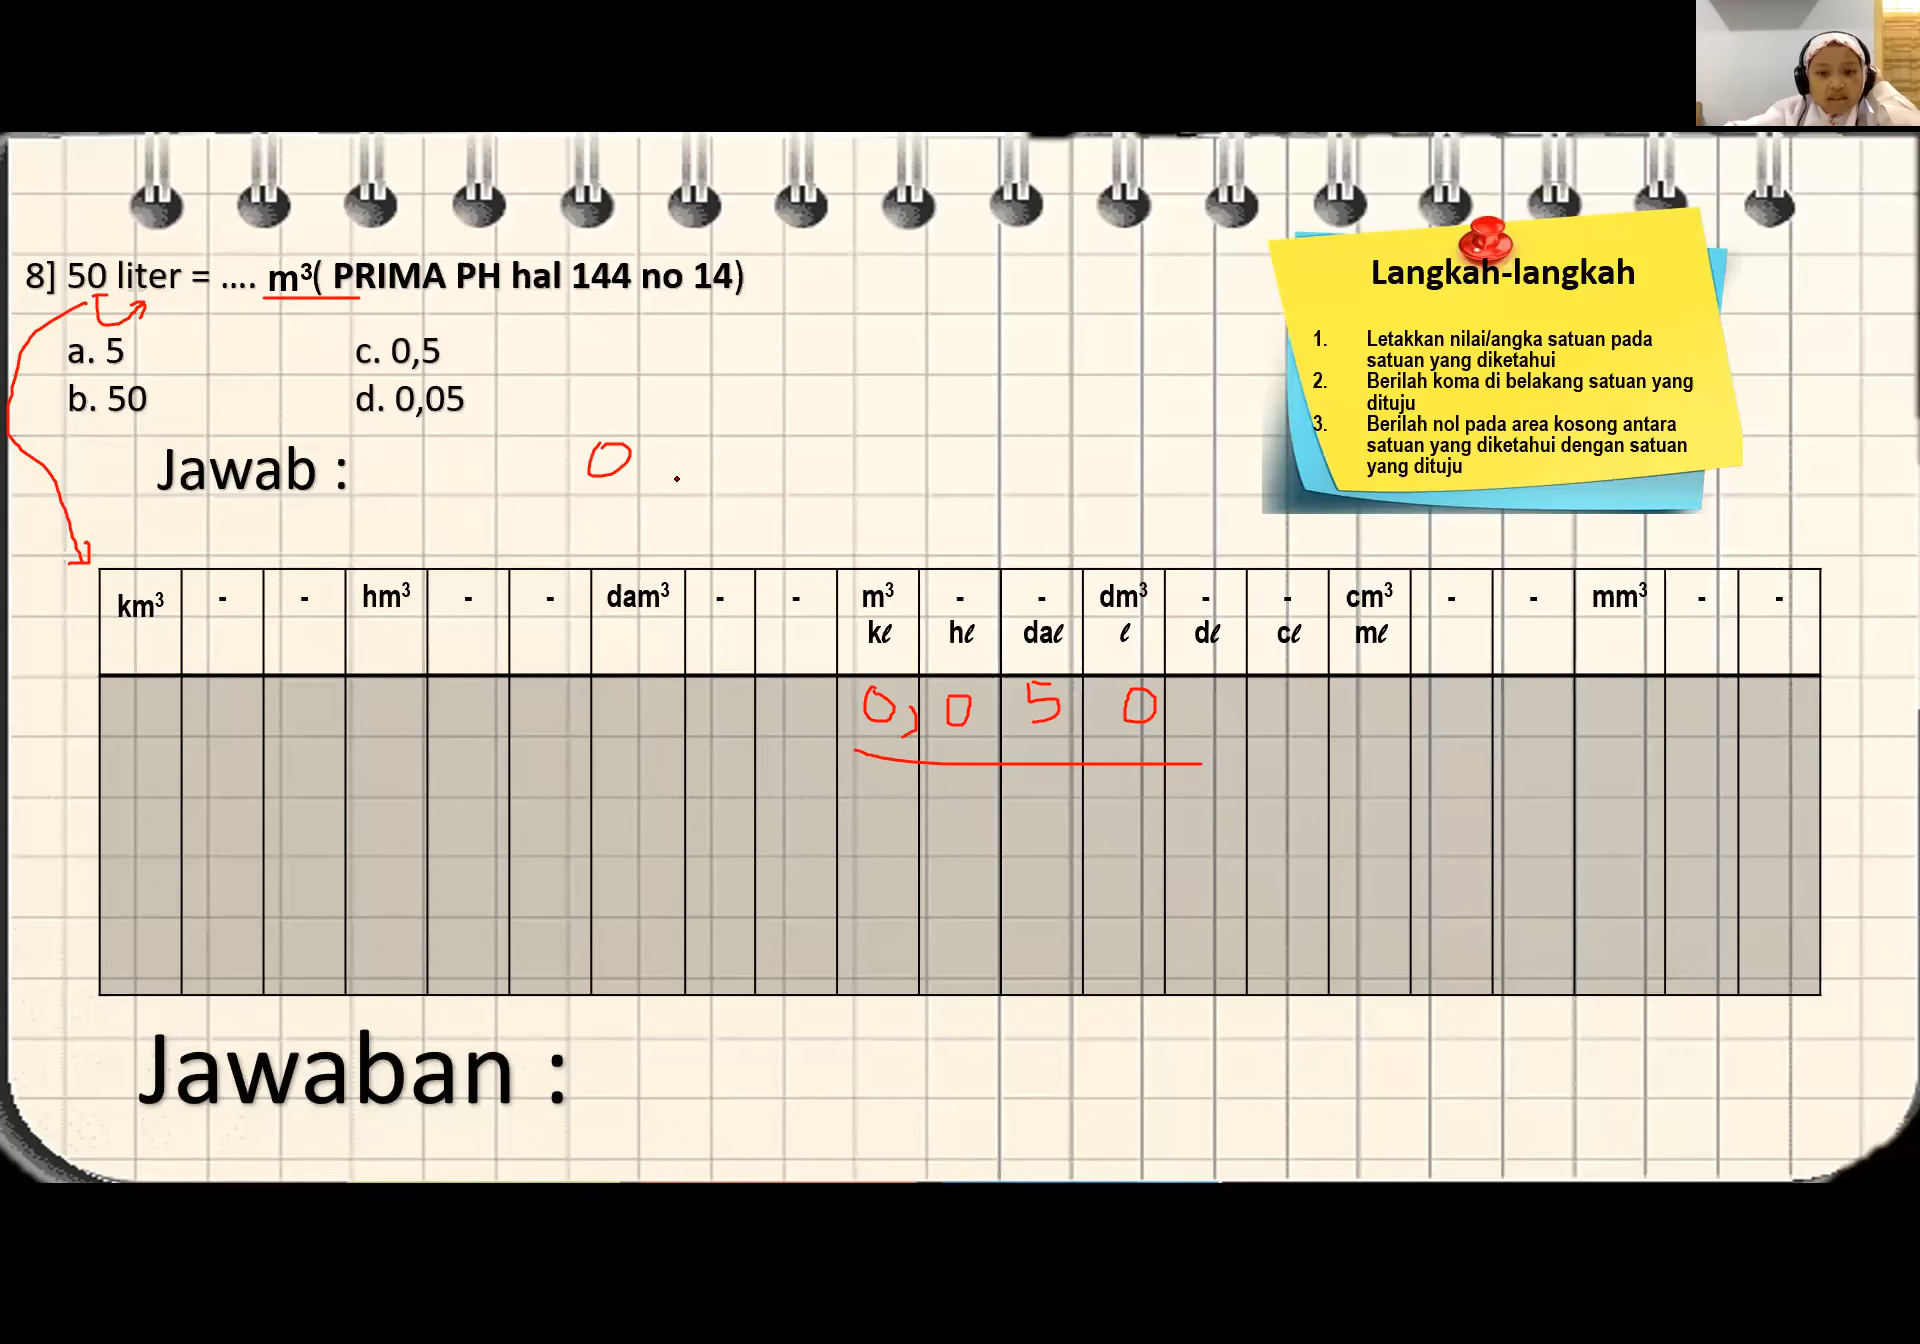 8] 50 liter = .... m³( PRIMA PH hal 144 no 14)
a. 5 c. 0,5
b. 50 d. 0,05
Jawab : 0 .
Langkah-langkah
1. Letakkan nilai/angka satuan pada
satuan yang diketahui
2. Berilah koma di belakang satuan yang
dituju
3. Berilah nol pada area kosong antara
satuan yang diketahui dengan satuan
yang dituju
km³ - - hm³ - - dam³ - - m³ - - dm³ - - cm³ - - mm³ - -
kℓ hℓ daℓ ℓ dℓ cℓ mℓ
0, 0 5 0
Jawaban :